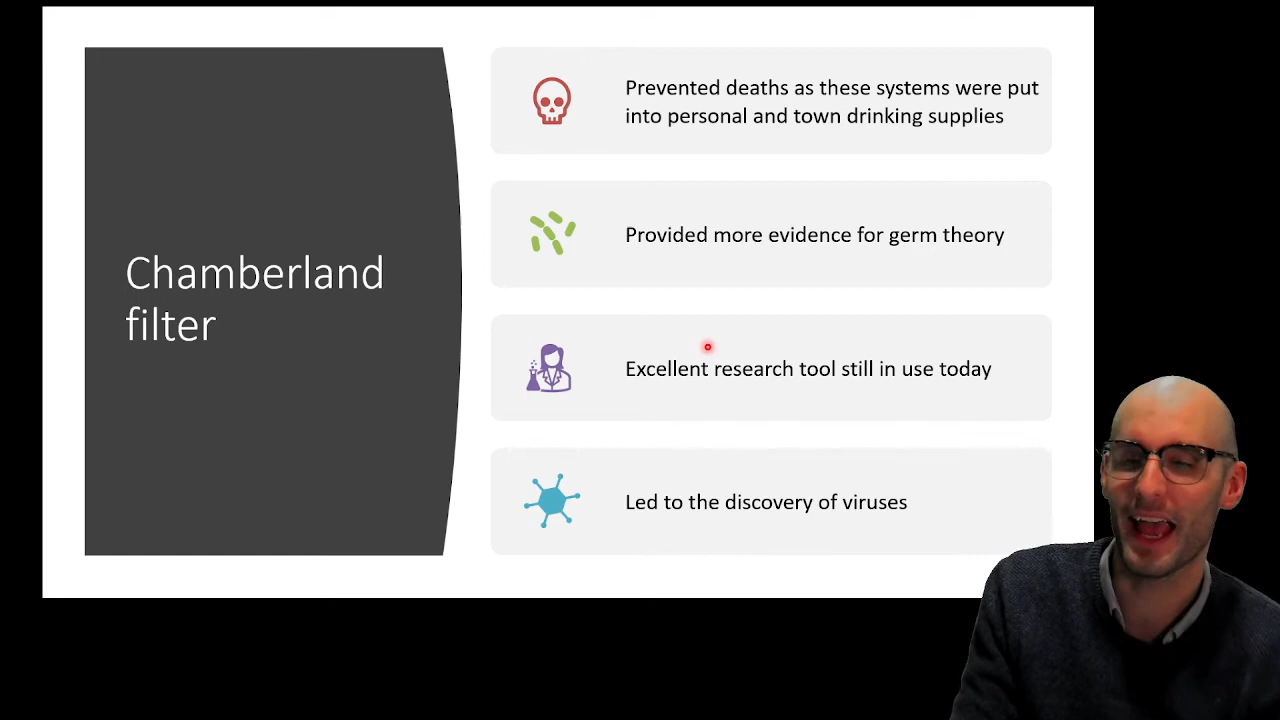 Chamberland
filter
Prevented deaths as these systems were put
into personal and town drinking supplies
Provided more evidence for germ theory
Excellent research tool still in use today
Led to the discovery of viruses